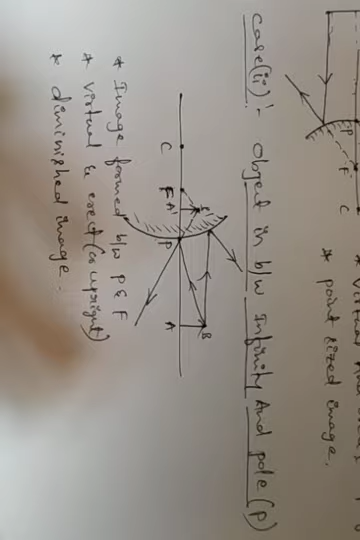 * point sized image.
P
F
C
case(ii):- Object in b/w Infinity And pole (p)
C
F
A'
P
A
B
* Image formed b/w P & F
* virtual & erect (or upright)
* diminished image.